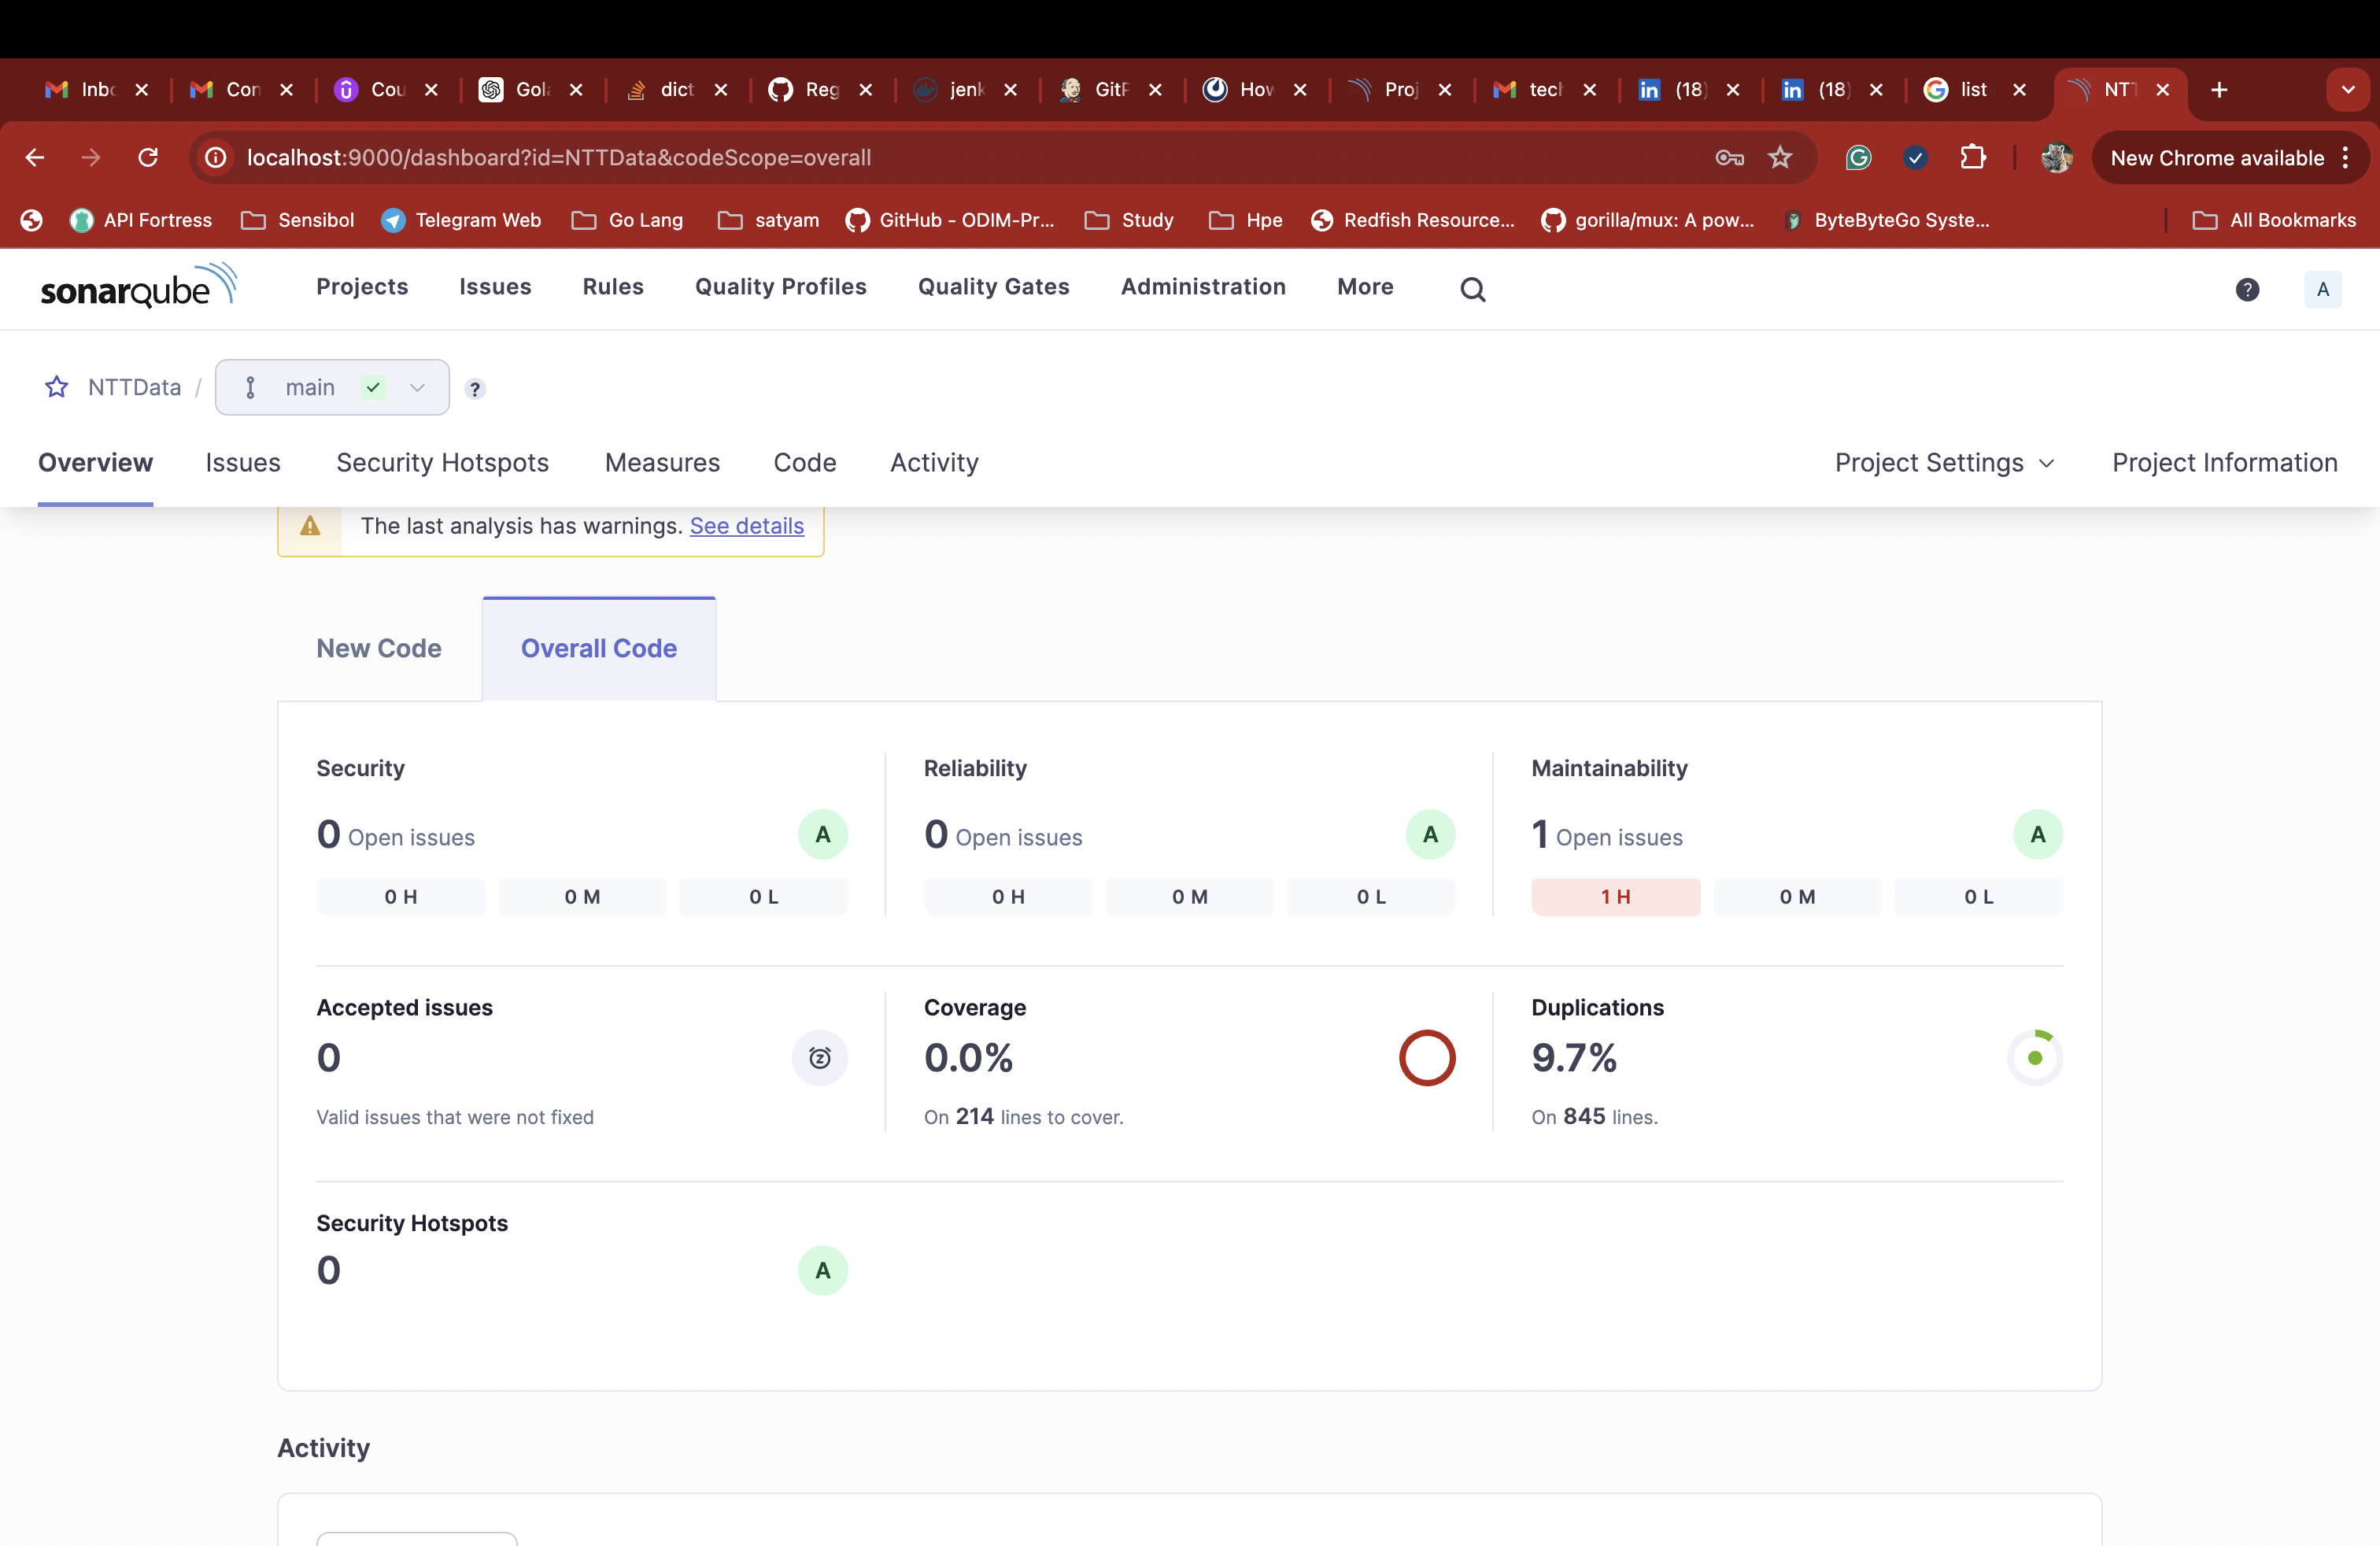 Inbo Con Cou Gola dict Reg jenk GitH How Proj tech (18) (18) list NTT
localhost:9000/dashboard?id=NTTData&codeScope=overall New Chrome available
API Fortress Sensibol Telegram Web Go Lang satyam GitHub - ODIM-Pr... Study Hpe Redfish Resource... gorilla/mux: A pow... ByteByteGo Syste... All Bookmarks
sonarqube Projects Issues Rules Quality Profiles Quality Gates Administration More ? A
NTTData / main ?
Overview Issues Security Hotspots Measures Code Activity Project Settings Project Information
The last analysis has warnings. See details
New Code Overall Code
Security Reliability Maintainability
0 Open issues A 0 Open issues A 1 Open issues A
0 H 0 M 0 L 0 H 0 M 0 L 1 H 0 M 0 L
Accepted issues Coverage Duplications
0 0.0% 9.7%
Valid issues that were not fixed On 214 lines to cover. On 845 lines.
Security Hotspots
0 A
Activity